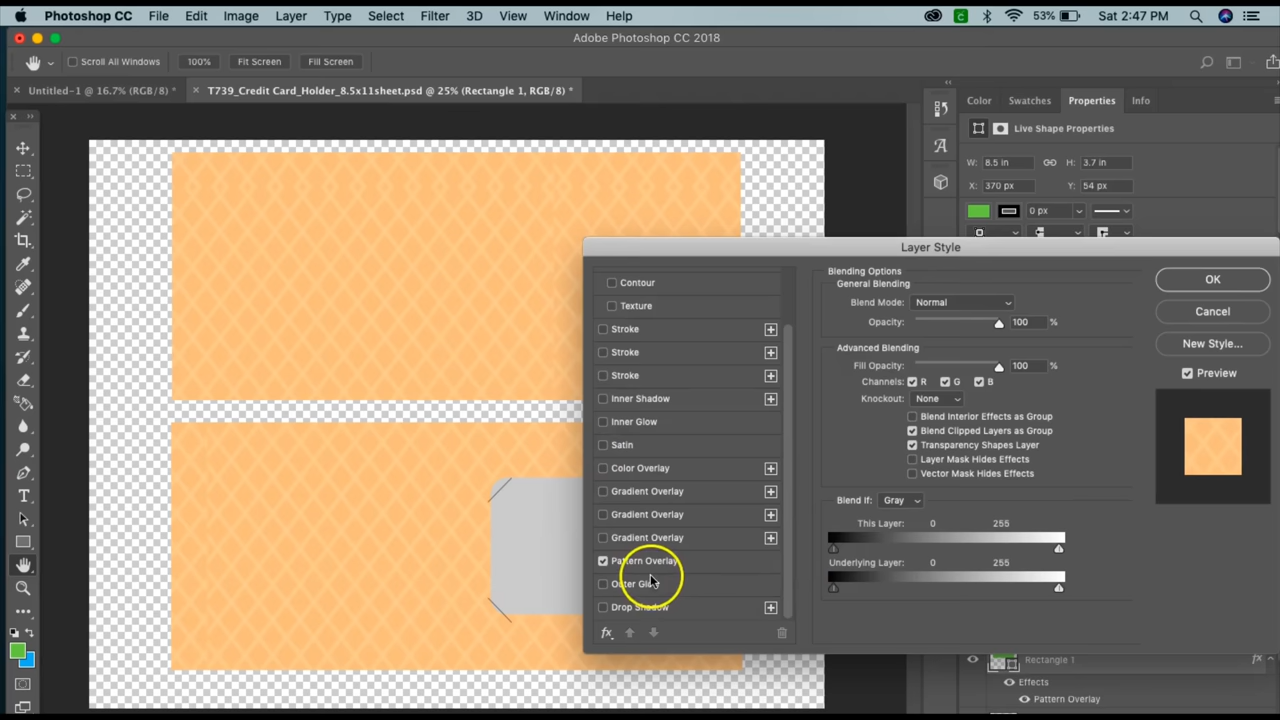 Photoshop CC File Edit Image Layer Type Select Filter 3D View Window Help 53% Sat 2:47 PM
Adobe Photoshop CC 2018
Scroll All Windows 100% Fit Screen Fill Screen
Untitled-1 @ 16.7% (RGB/8) * T739_Credit Card_Holder_8.5x11sheet.psd @ 25% (Rectangle 1, RGB/8) *
Color Swatches Properties Info
Live Shape Properties
W: 8.5 in H: 3.7 in
X: 370 px Y: 54 px
0 px
Layer Style
Contour
Texture
Stroke
Stroke
Stroke
Inner Shadow
Inner Glow
Satin
Color Overlay
Gradient Overlay
Gradient Overlay
Gradient Overlay
Pattern Overlay
Outer Glow
Drop Shadow
fx
Blending Options
General Blending
Blend Mode: Normal
Opacity: 100 %
Advanced Blending
Fill Opacity: 100 %
Channels: R G B
Knockout: None
Blend Interior Effects as Group
Blend Clipped Layers as Group
Transparency Shapes Layer
Layer Mask Hides Effects
Vector Mask Hides Effects
Blend If: Gray
This Layer: 0 255
Underlying Layer: 0 255
OK
Cancel
New Style...
Preview
Rectangle 1 fx
Effects
Pattern Overlay